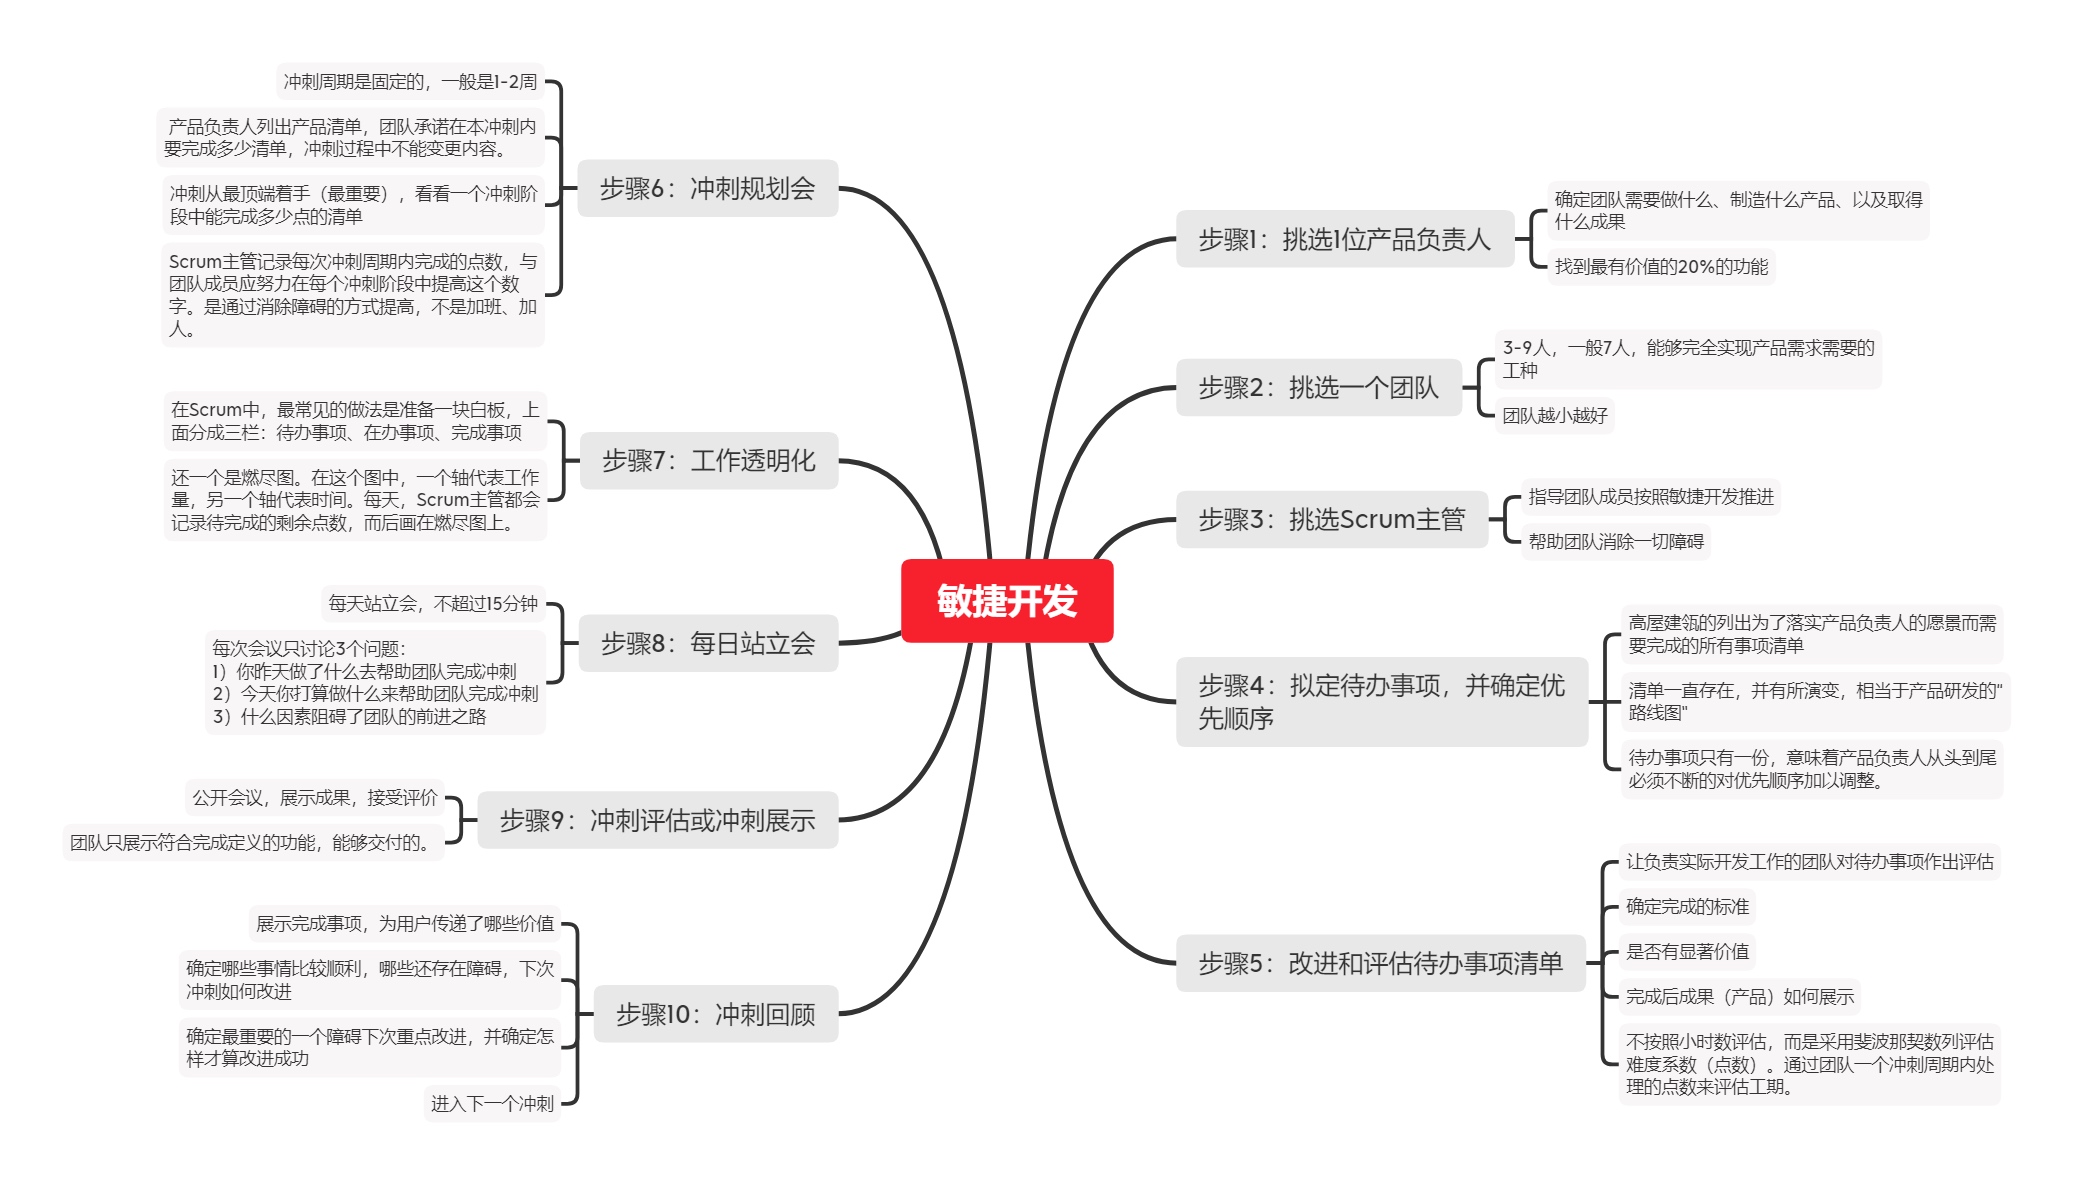 敏捷开发
步骤1：挑选1位产品负责人
确定团队需要做什么、制造什么产品、以及取得
什么成果
找到最有价值的20%的功能
步骤2：挑选一个团队
3-9人，一般7人，能够完全实现产品需求需要的
工种
团队越小越好
步骤3：挑选Scrum主管
指导团队成员按照敏捷开发推进
帮助团队消除一切障碍
步骤4：拟定待办事项，并确定优
先顺序
高屋建瓴的列出为了落实产品负责人的愿景而需
要完成的所有事项清单
清单一直存在，并有所演变，相当于产品研发的"
路线图"
待办事项只有一份，意味着产品负责人从头到尾
必须不断的对优先顺序加以调整。
步骤5：改进和评估待办事项清单
让负责实际开发工作的团队对待办事项作出评估
确定完成的标准
是否有显著价值
完成后成果（产品）如何展示
不按照小时数评估，而是采用斐波那契数列评估
难度系数（点数）。通过团队一个冲刺周期内处
理的点数来评估工期。
步骤6：冲刺规划会
冲刺周期是固定的，一般是1-2周
产品负责人列出产品清单，团队承诺在本冲刺内
要完成多少清单，冲刺过程中不能变更内容。
冲刺从最顶端着手（最重要），看看一个冲刺阶
段中能完成多少点的清单
Scrum主管记录每次冲刺周期内完成的点数，与
团队成员应努力在每个冲刺阶段中提高这个数
字。是通过消除障碍的方式提高，不是加班、加
人。
步骤7：工作透明化
在Scrum中，最常见的做法是准备一块白板，上
面分成三栏：待办事项、在办事项、完成事项
还一个是燃尽图。在这个图中，一个轴代表工作
量，另一个轴代表时间。每天，Scrum主管都会
记录待完成的剩余点数，而后画在燃尽图上。
步骤8：每日站立会
每天站立会，不超过15分钟
每次会议只讨论3个问题：
1）你昨天做了什么去帮助团队完成冲刺
2）今天你打算做什么来帮助团队完成冲刺
3）什么因素阻碍了团队的前进之路
步骤9：冲刺评估或冲刺展示
公开会议，展示成果，接受评价
团队只展示符合完成定义的功能，能够交付的。
步骤10：冲刺回顾
展示完成事项，为用户传递了哪些价值
确定哪些事情比较顺利，哪些还存在障碍，下次
冲刺如何改进
确定最重要的一个障碍下次重点改进，并确定怎
样才算改进成功
进入下一个冲刺